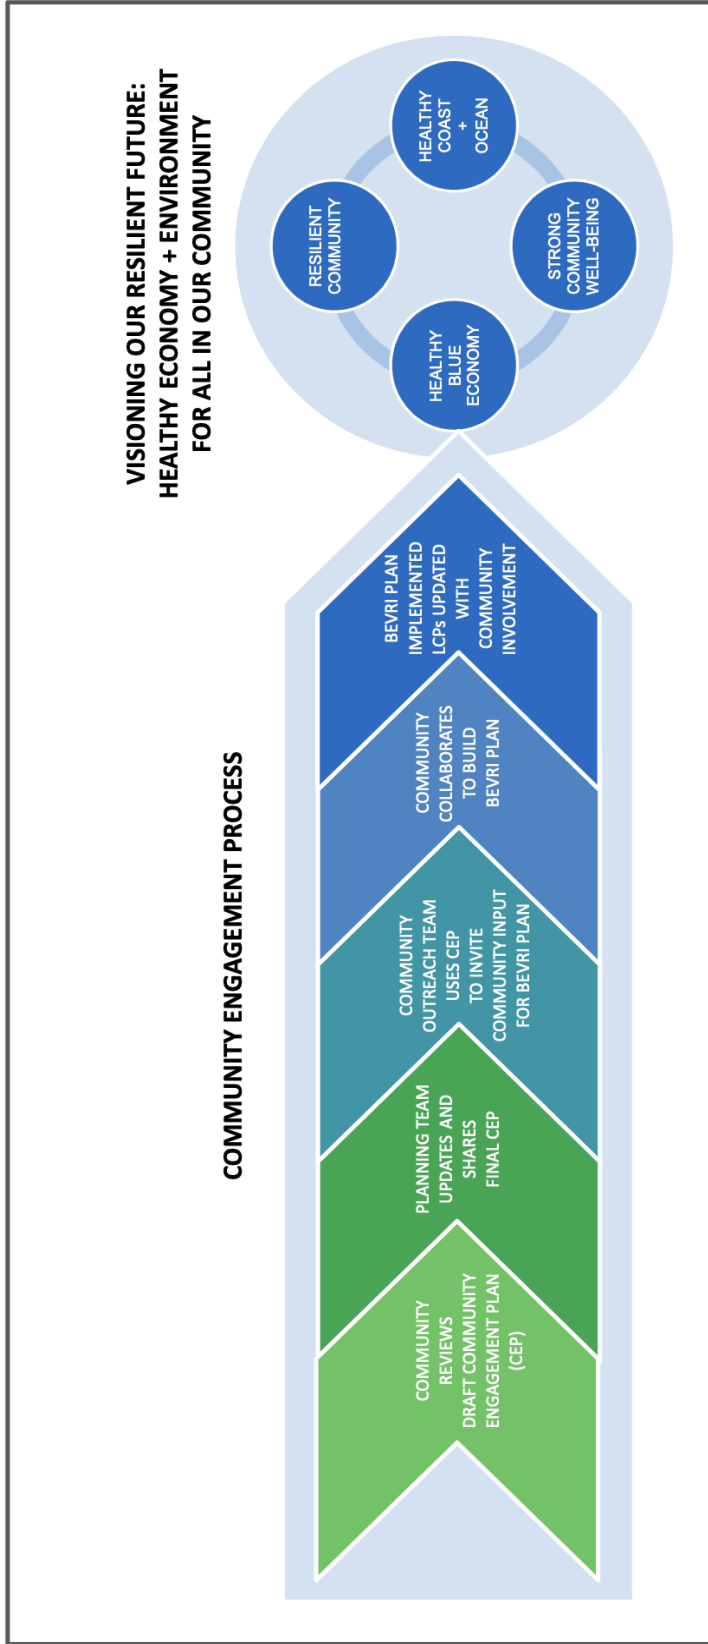 COMMUNITY ENGAGEMENT PROCESS
COMMUNITY
REVIEWS
DRAFT COMMUNITY
ENGAGEMENT PLAN
(CEP)
PLANNING TEAM
UPDATES AND
SHARES
FINAL CEP
COMMUNITY
OUTREACH TEAM
USES CEP
TO INVITE
COMMUNITY INPUT
FOR BEVRI PLAN
COMMUNITY
COLLABORATES
TO BUILD
BEVRI PLAN
BEVRI PLAN
IMPLEMENTED
LCPs UPDATED
WITH
COMMUNITY
INVOLVEMENT
VISIONING OUR RESILIENT FUTURE:
HEALTHY ECONOMY + ENVIRONMENT
FOR ALL IN OUR COMMUNITY
RESILIENT
COMMUNITY
HEALTHY
BLUE
ECONOMY
HEALTHY
COAST
+
OCEAN
STRONG
COMMUNITY
WELL-BEING